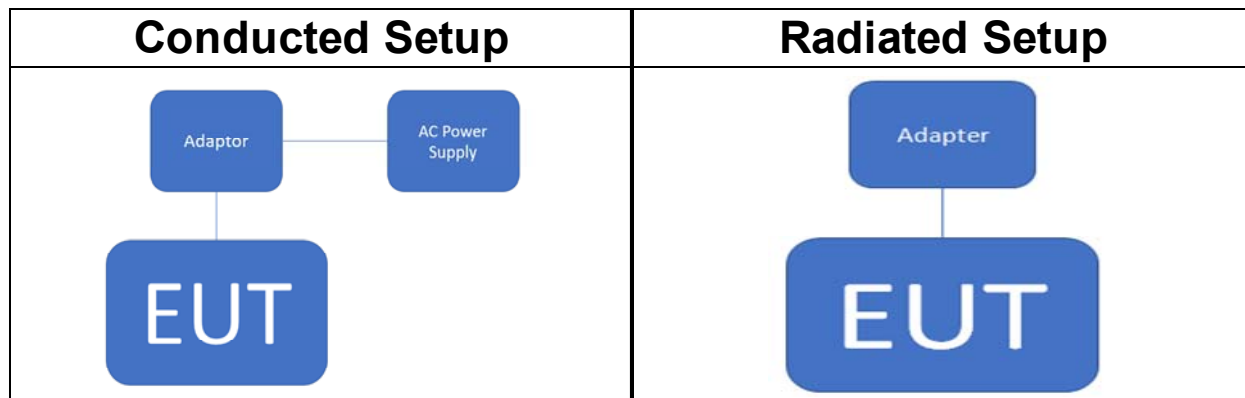 Conducted Setup
Radiated Setup
Adaptor
AC Power
Supply
EUT
Adapter
EUT